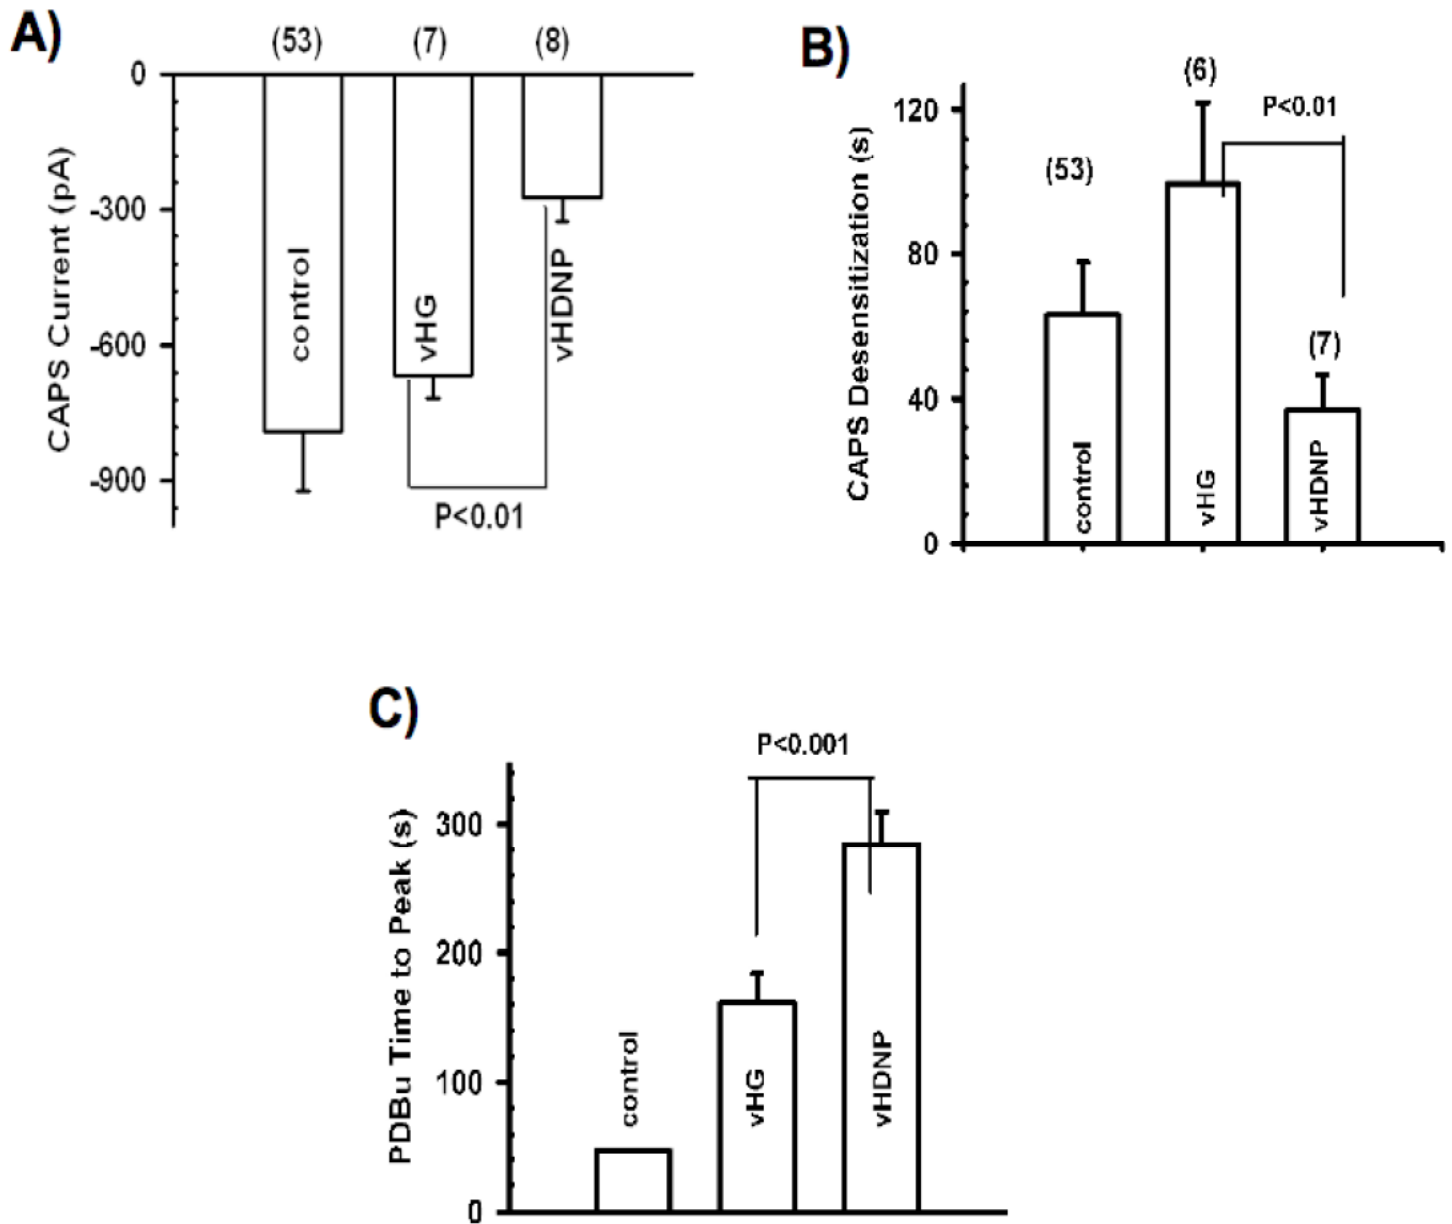 A)
(53) (7) (8)
0
-300
-600
-900
CAPS Current (pA)
control
vHG
vHDNP
P<0.01
B)
(6)
P<0.01
(53)
(7)
120
80
40
0
CAPS Desensitization (s)
control
vHG
vHDNP
C)
P<0.001
300
200
100
0
PDBu Time to Peak (s)
control
vHG
vHDNP